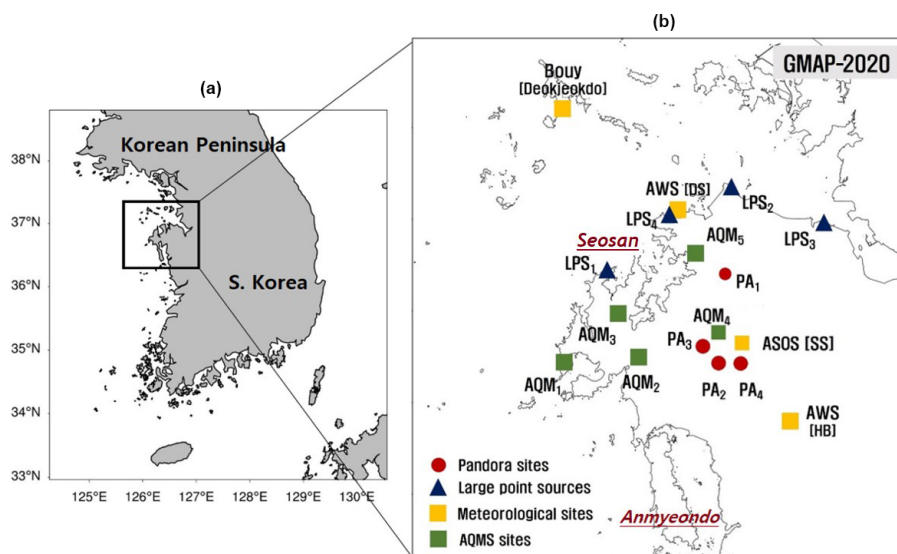 (a)
38°N
37°N
36°N
35°N
34°N
33°N
125°E
126°E
127°E
128°E
129°E
130°E
Korean Peninsula
S. Korea
(b)
GMAP-2020
Bouy
[Deokjeokdo]
AWS [DS]
LPS₄
LPS₂
LPS₃
Seosan
AQM₅
LPS₁
PA₁
AQM₃
AQM₄
PA₃
ASOS [SS]
AQM₁
AQM₂
PA₂
PA₄
AWS
[HB]
Pandora sites
Large point sources
Meteorological sites
AQMS sites
Anmyeondo